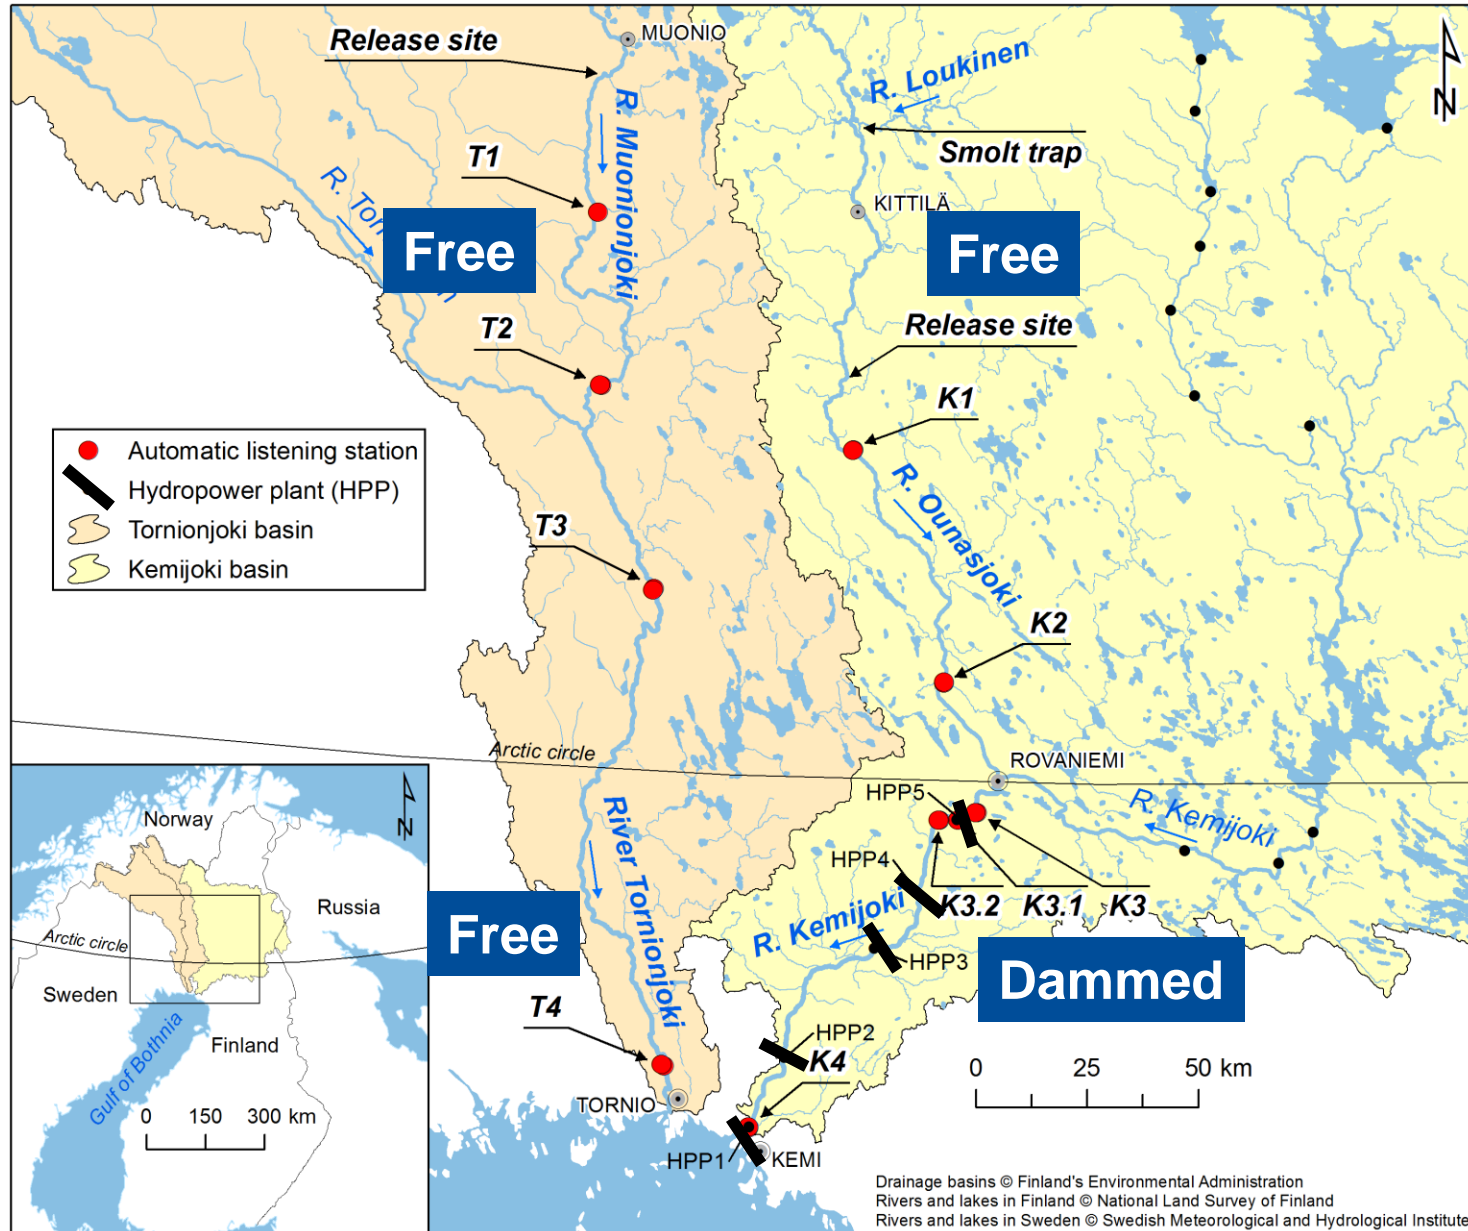 MUONIO
Release site
R. Loukinen
N
R. Muonionjoki
Smolt trap
T1
R. Tor
KITTILÄ
Free
Free
Release site
T2
K1
Automatic listening station
Hydropower plant (HPP)
Tornionjoki basin
Kemijoki basin
R. Ounasjoki
T3
K2
Arctic circle
ROVANIEMI
HPP5
R. Kemijoki
River Tornionjoki
HPP4
K3.2
K3.1
K3
R. Kemijoki
HPP3
Free
Dammed
T4
HPP2
K4
TORNIO
HPP1
KEMI
0 25 50 km
N
Norway
Russia
Arctic circle
Sweden
Finland
Gulf of Bothnia
0 150 300 km
Drainage basins © Finland's Environmental Administration
Rivers and lakes in Finland © National Land Survey of Finland
Rivers and lakes in Sweden © Swedish Meteorological and Hydrological Institute